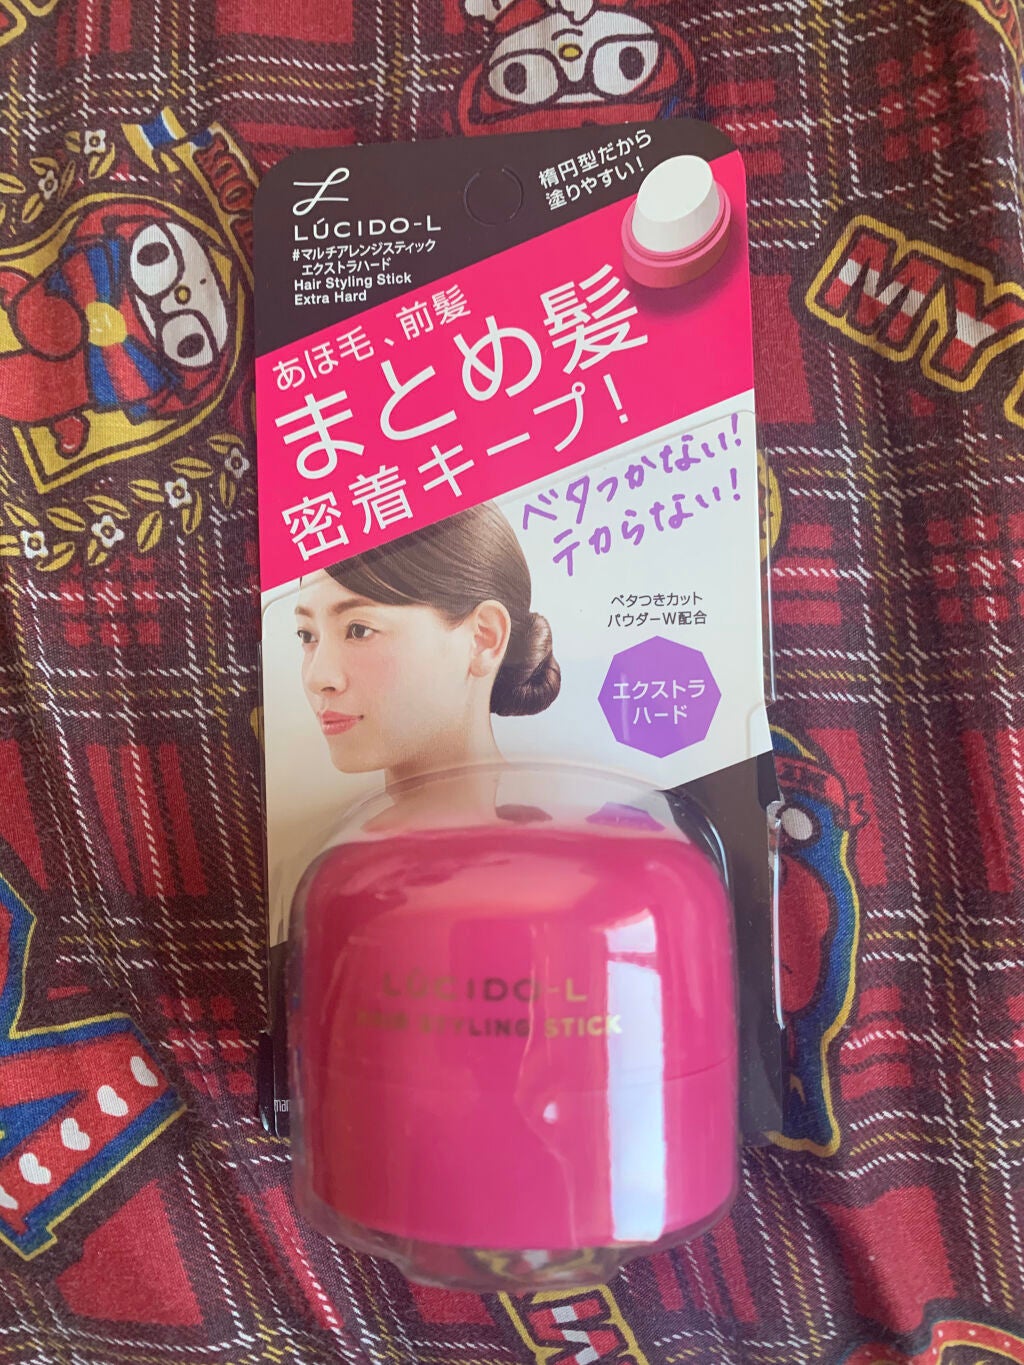 LÚCIDO-L
#マルチアレンジスティック
エクストラハード
Hair Styling Stick
Extra Hard
楕円型だから
塗りやすい!
あほ毛、前髪
まとめ髪
密着キープ!
ベタつかない!
テカらない!
ベタつきカット
パウダーW配合
エクストラ
ハード
LÚCIDO-L
HAIR STYLING STICK
MY